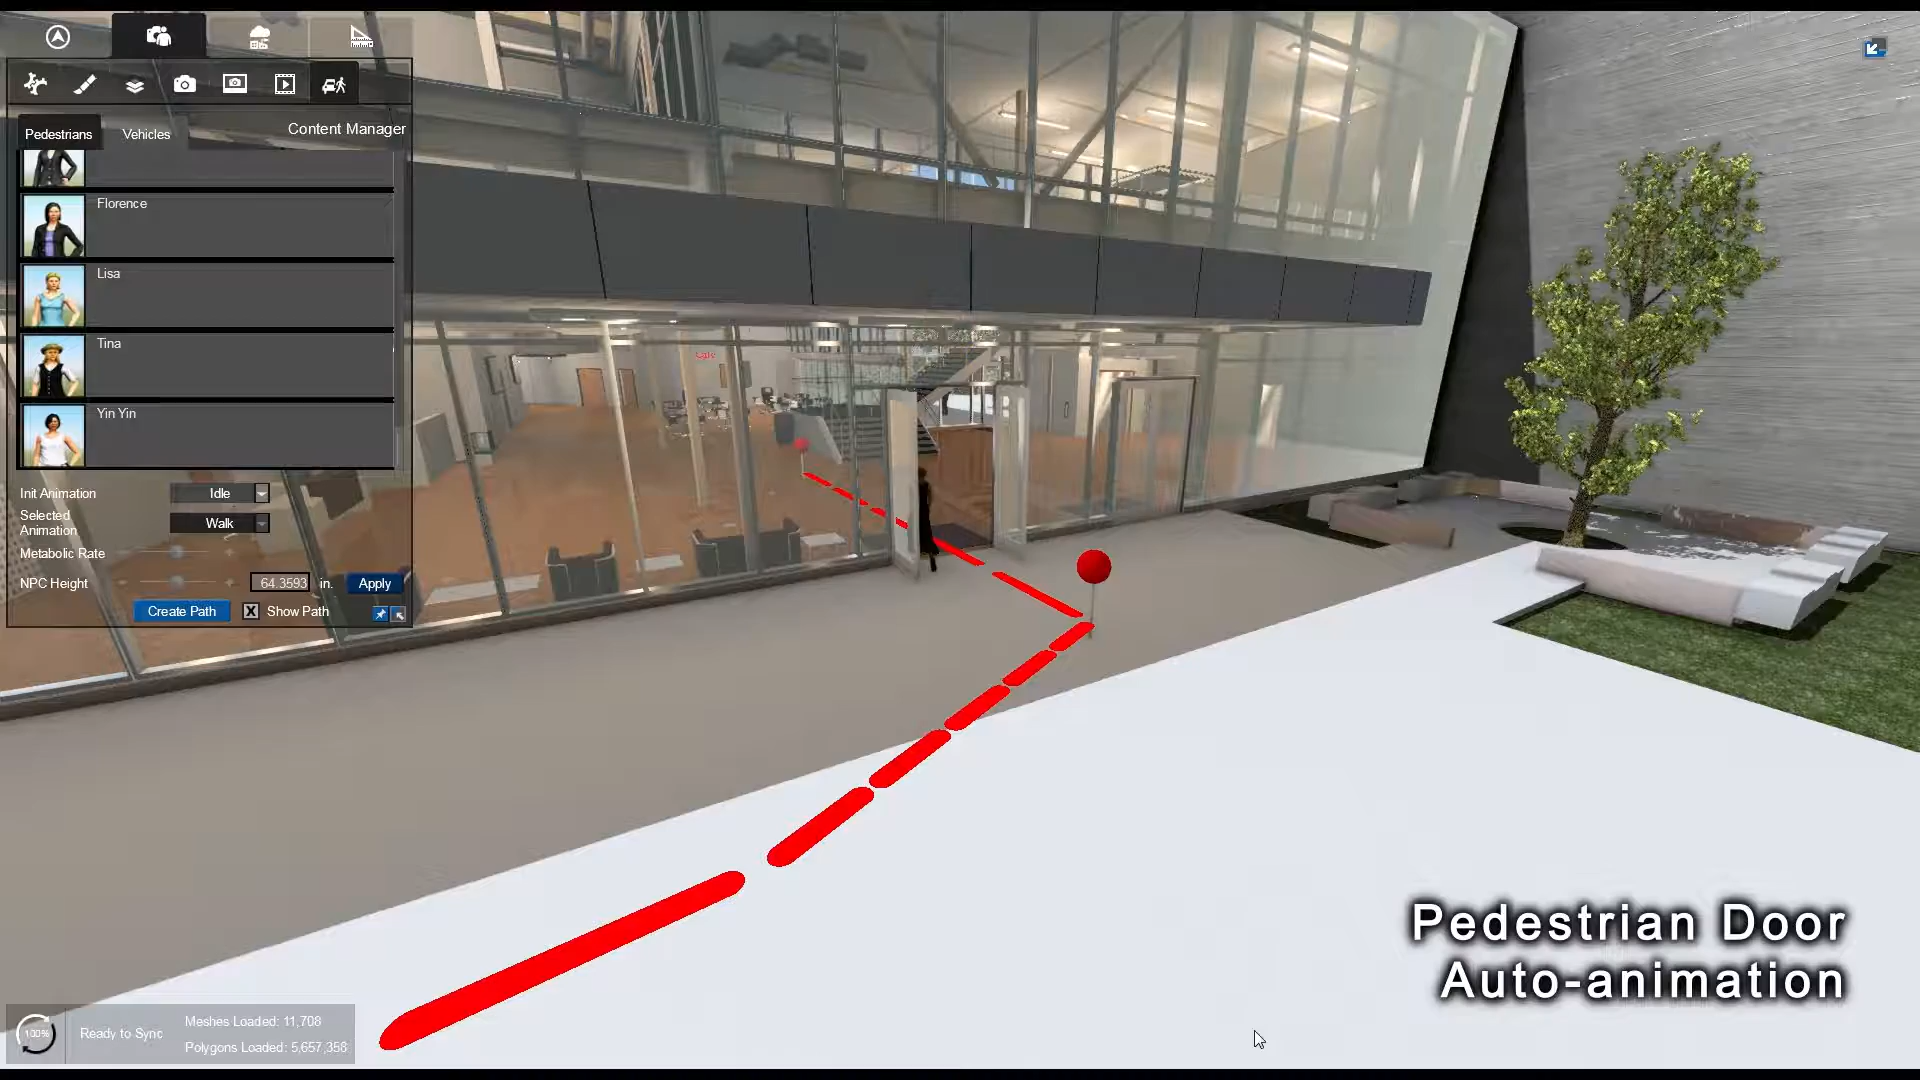 Pedestrians
Vehicles
Content Manager
Florence
Lisa
Tina
Yin Yin
Init Animation
Idle
Selected
Animation
Walk
Metabolic Rate
NPC Height
64.3593
in.
Apply
Create Path
X
Show Path
Cafe
Pedestrian Door
Auto-animation
100%
Ready to Sync
Meshes Loaded: 11,708
Polygons Loaded: 5,657,358